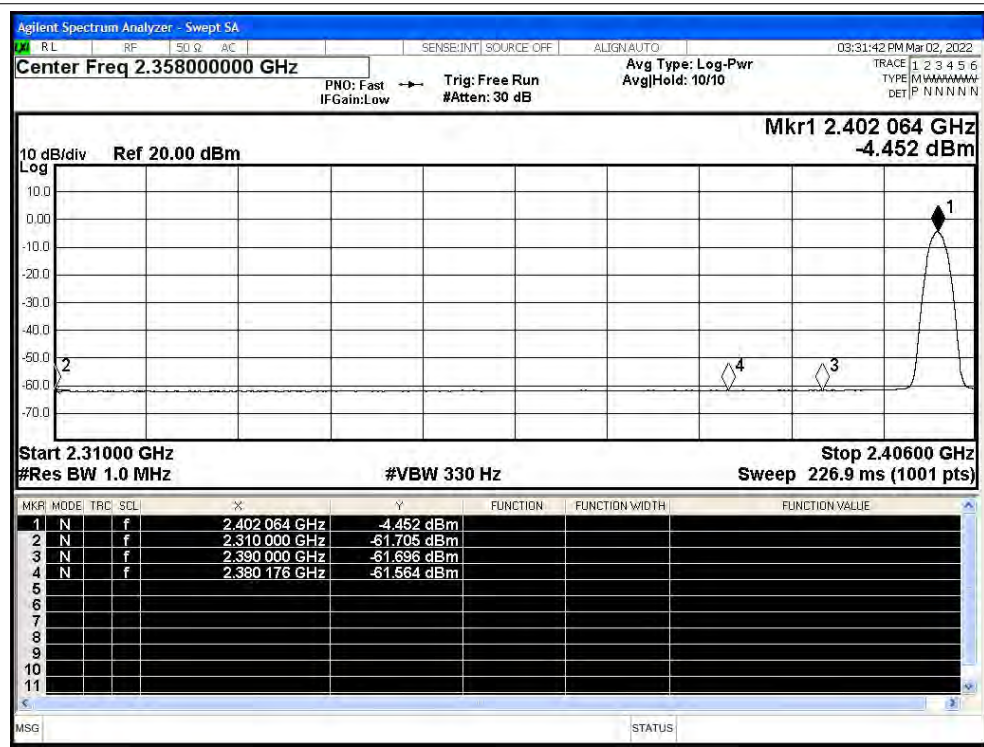 Agilent Spectrum Analyzer - Swept SA
LXI RL RF 50 Ω AC SENSE:INT SOURCE OFF ALIGNAUTO 03:31:42 PM Mar 02, 2022
Center Freq 2.358000000 GHz
PNO: Fast
IFGain:Low
Trig: Free Run
#Atten: 30 dB
Avg Type: Log-Pwr
Avg|Hold: 10/10
TRACE 1 2 3 4 5 6
TYPE MWWWWW
DET P N N N N N
Mkr1 2.402 064 GHz
-4.452 dBm
10 dB/div Ref 20.00 dBm
Log
10.0
0.00
-10.0
-20.0
-30.0
-40.0
-50.0
-60.0
-70.0
1
2
4
3
Start 2.31000 GHz Stop 2.40600 GHz
#Res BW 1.0 MHz #VBW 330 Hz Sweep 226.9 ms (1001 pts)
MKR MODE TRC SCL X Y FUNCTION FUNCTION WIDTH FUNCTION VALUE
1 N f 2.402 064 GHz -4.452 dBm
2 N f 2.310 000 GHz -61.705 dBm
3 N f 2.390 000 GHz -61.696 dBm
4 N f 2.380 176 GHz -61.564 dBm
5
6
7
8
9
10
11
MSG STATUS